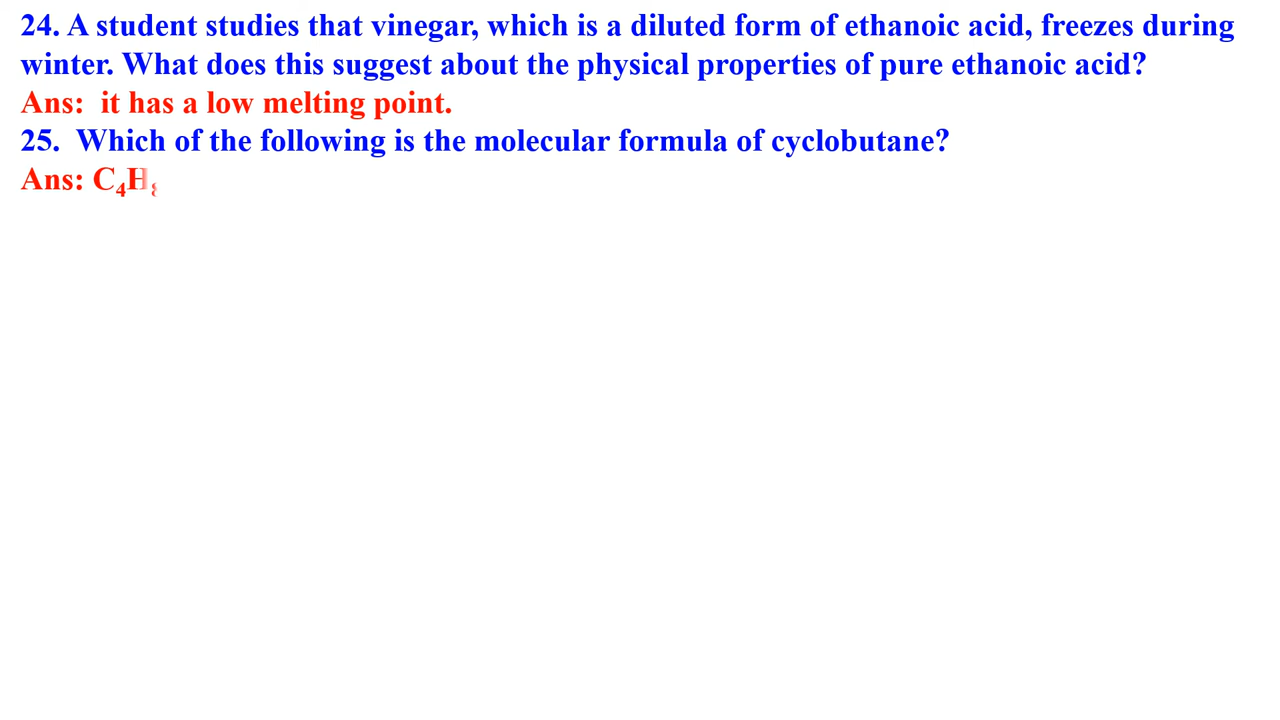 24. A student studies that vinegar, which is a diluted form of ethanoic acid, freezes during
winter. What does this suggest about the physical properties of pure ethanoic acid?
Ans: it has a low melting point.
25. Which of the following is the molecular formula of cyclobutane?
Ans: C₄H₈